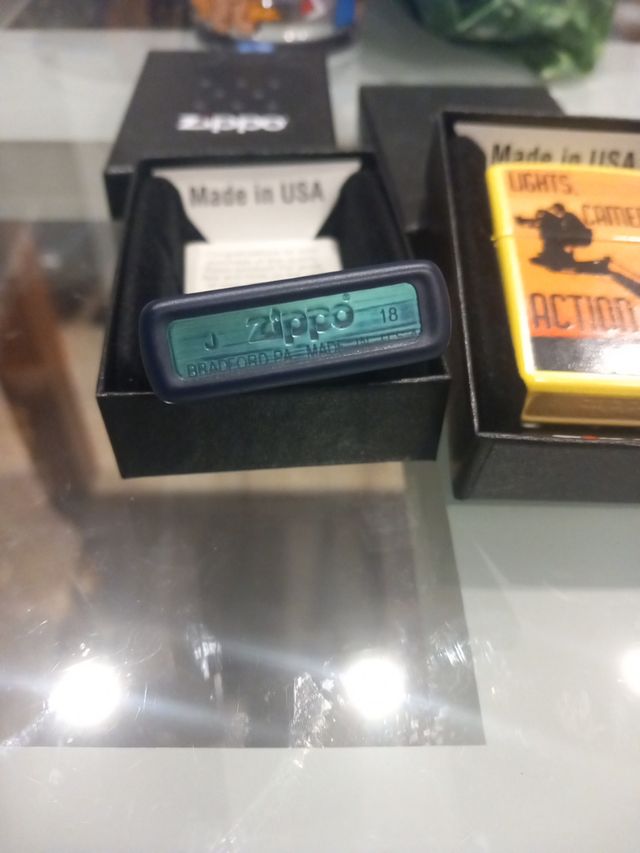 Zippo
Made in USA
J Zippo 18
BRADFORD.PA. MADE IN U.S.A
Made in USA
LIGHTS,
CAMER
ACTION